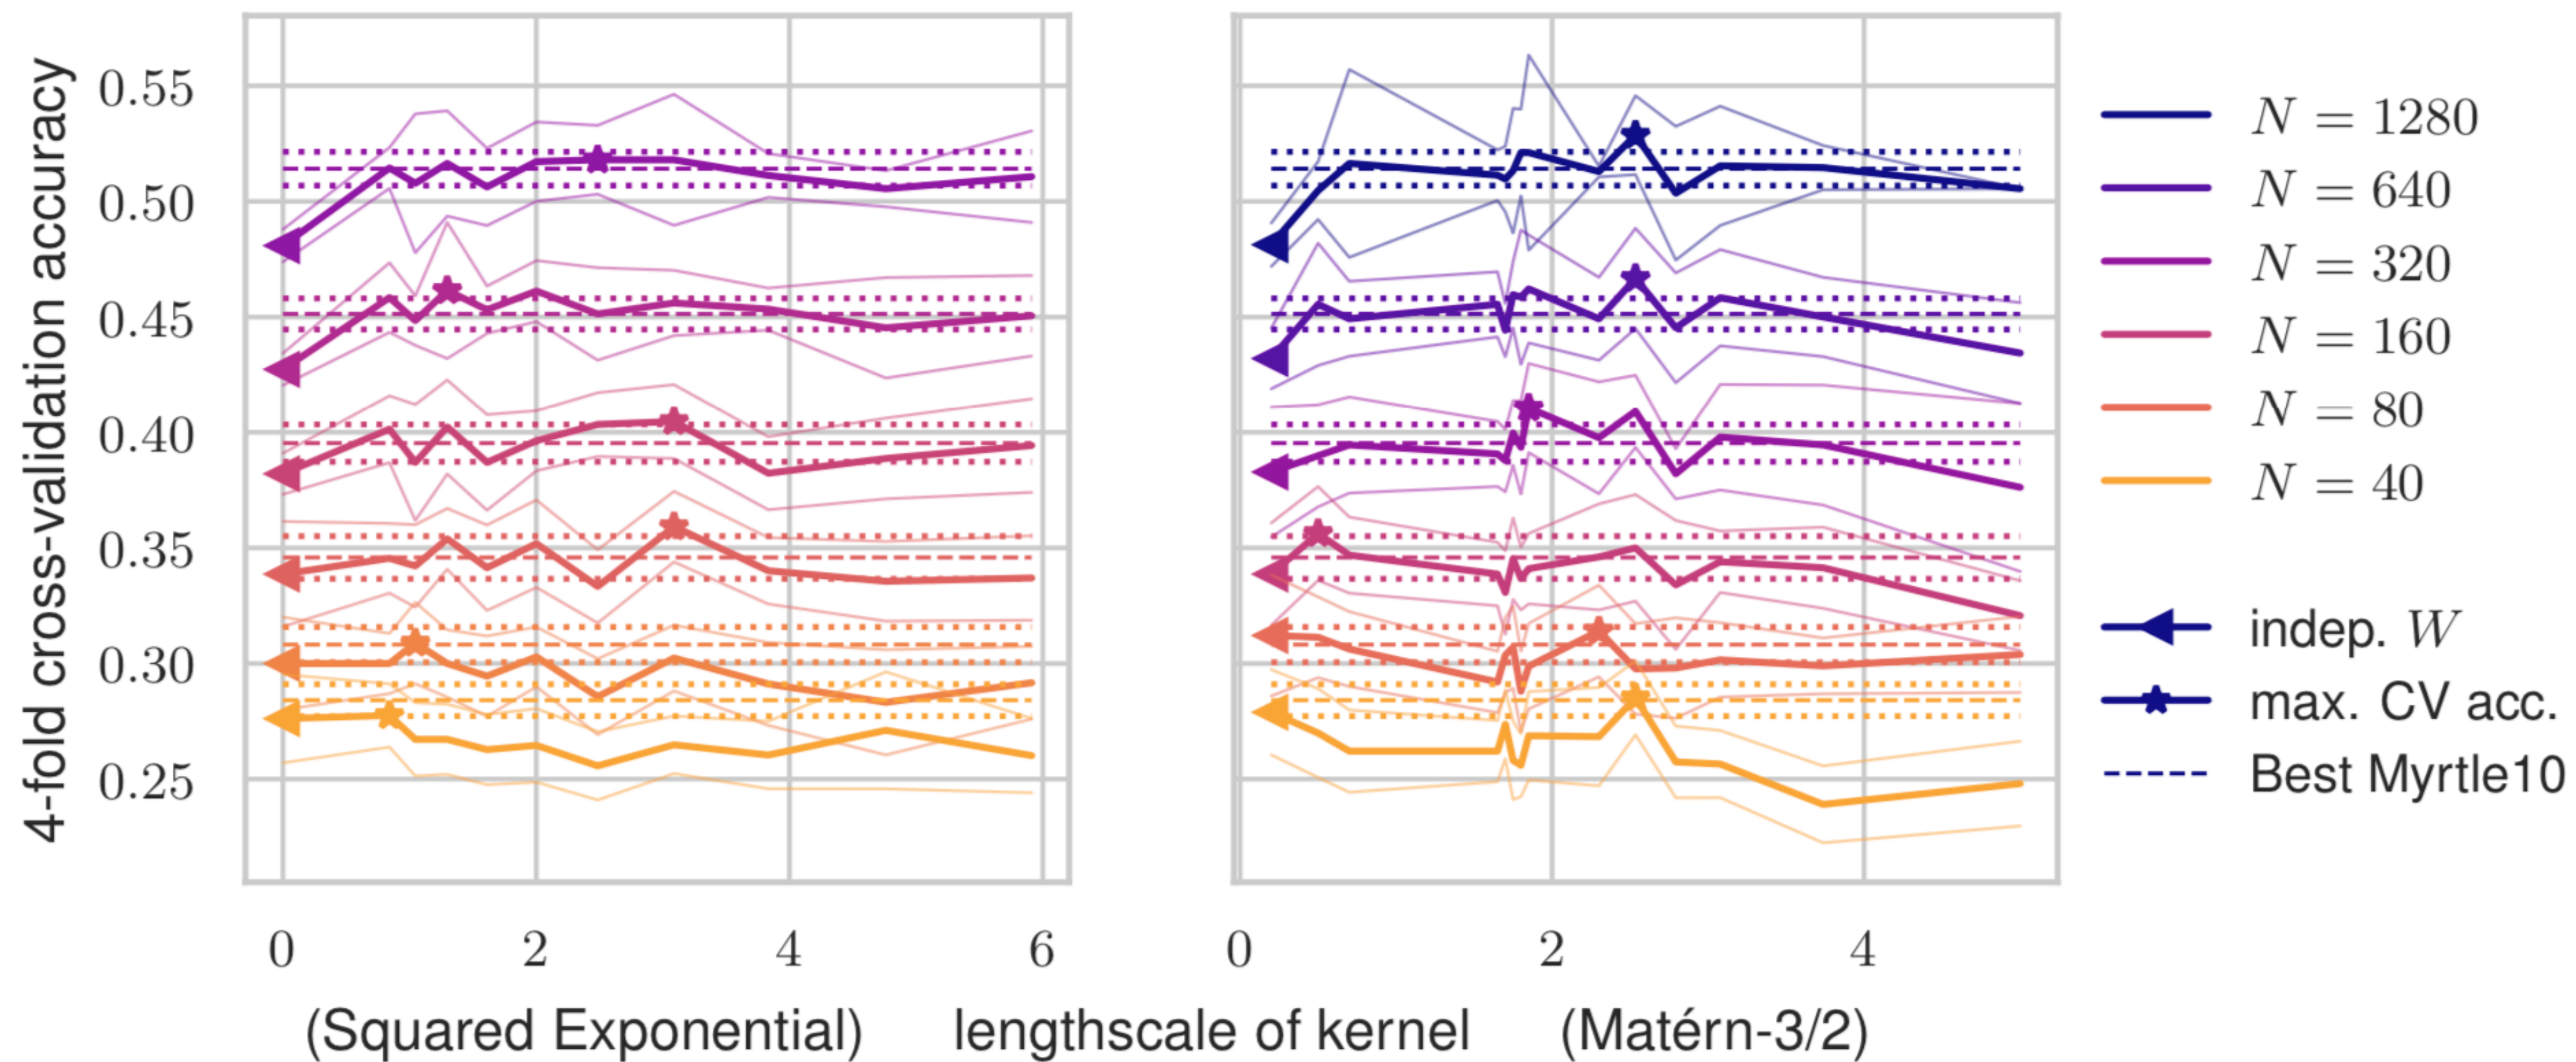 4-fold cross-validation accuracy
0.55
0.50
0.45
0.40
0.35
0.30
0.25
0 2 4 6
0 2 4
(Squared Exponential) lengthscale of kernel (Matérn-3/2)
N = 1280
N = 640
N = 320
N = 160
N = 80
N = 40
indep. W
max. CV acc.
Best Myrtle10